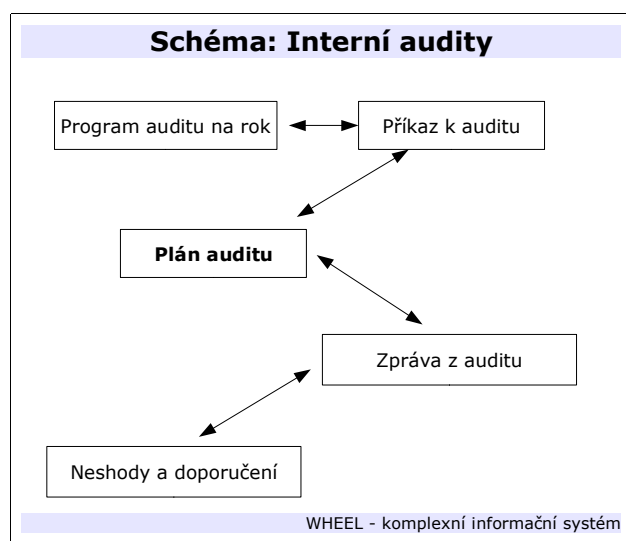 Schéma: Interní audity
Program auditu na rok
Příkaz k auditu
Plán auditu
Zpráva z auditu
Neshody a doporučení
WHEEL - komplexní informační systém